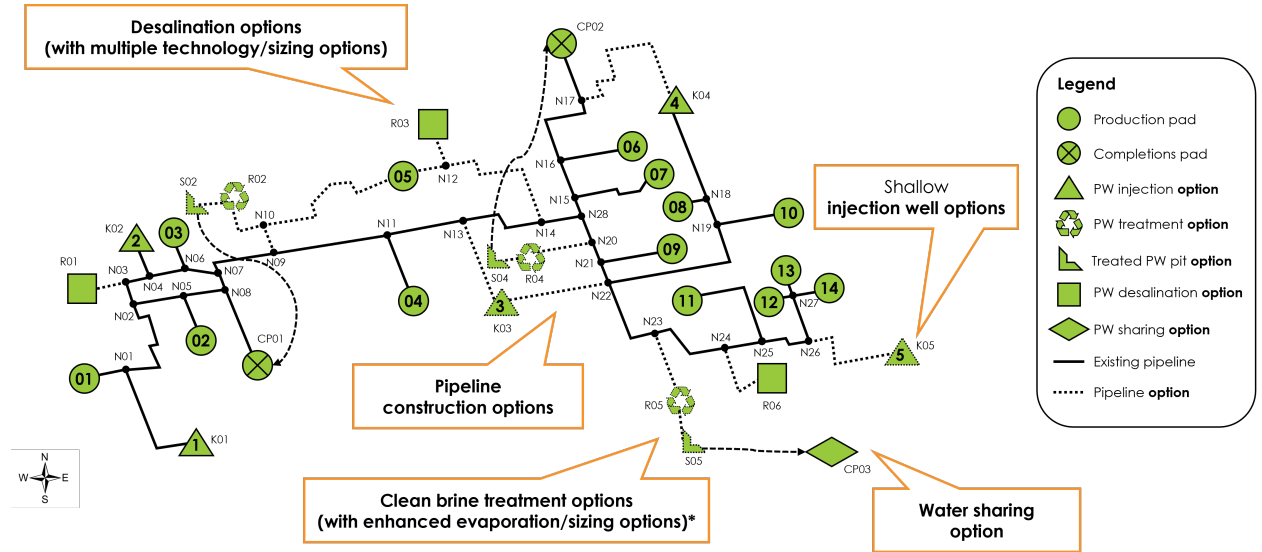 Desalination options
(with multiple technology/sizing options)
CP02
N17
4
K04
R03
N12
05
N16
06
07
N15
N28
08
N18
N19
10
Shallow
injection well options
S02
R02
N10
K02
2
03
N11
N13
N14
S04
R04
N20
N21
09
R01
N03
N04
N06
N07
N09
N05
N08
N02
04
3
K03
N22
11
13
12
14
N27
02
CP01
N23
N24
N25
N26
5
K05
01
N01
Pipeline
construction options
R05
R06
1
K01
S05
CP03
N
W
E
S
Clean brine treatment options
(with enhanced evaporation/sizing options)*
Water sharing
option
Legend
Production pad
Completions pad
PW injection option
PW treatment option
Treated PW pit option
PW desalination option
PW sharing option
Existing pipeline
Pipeline option